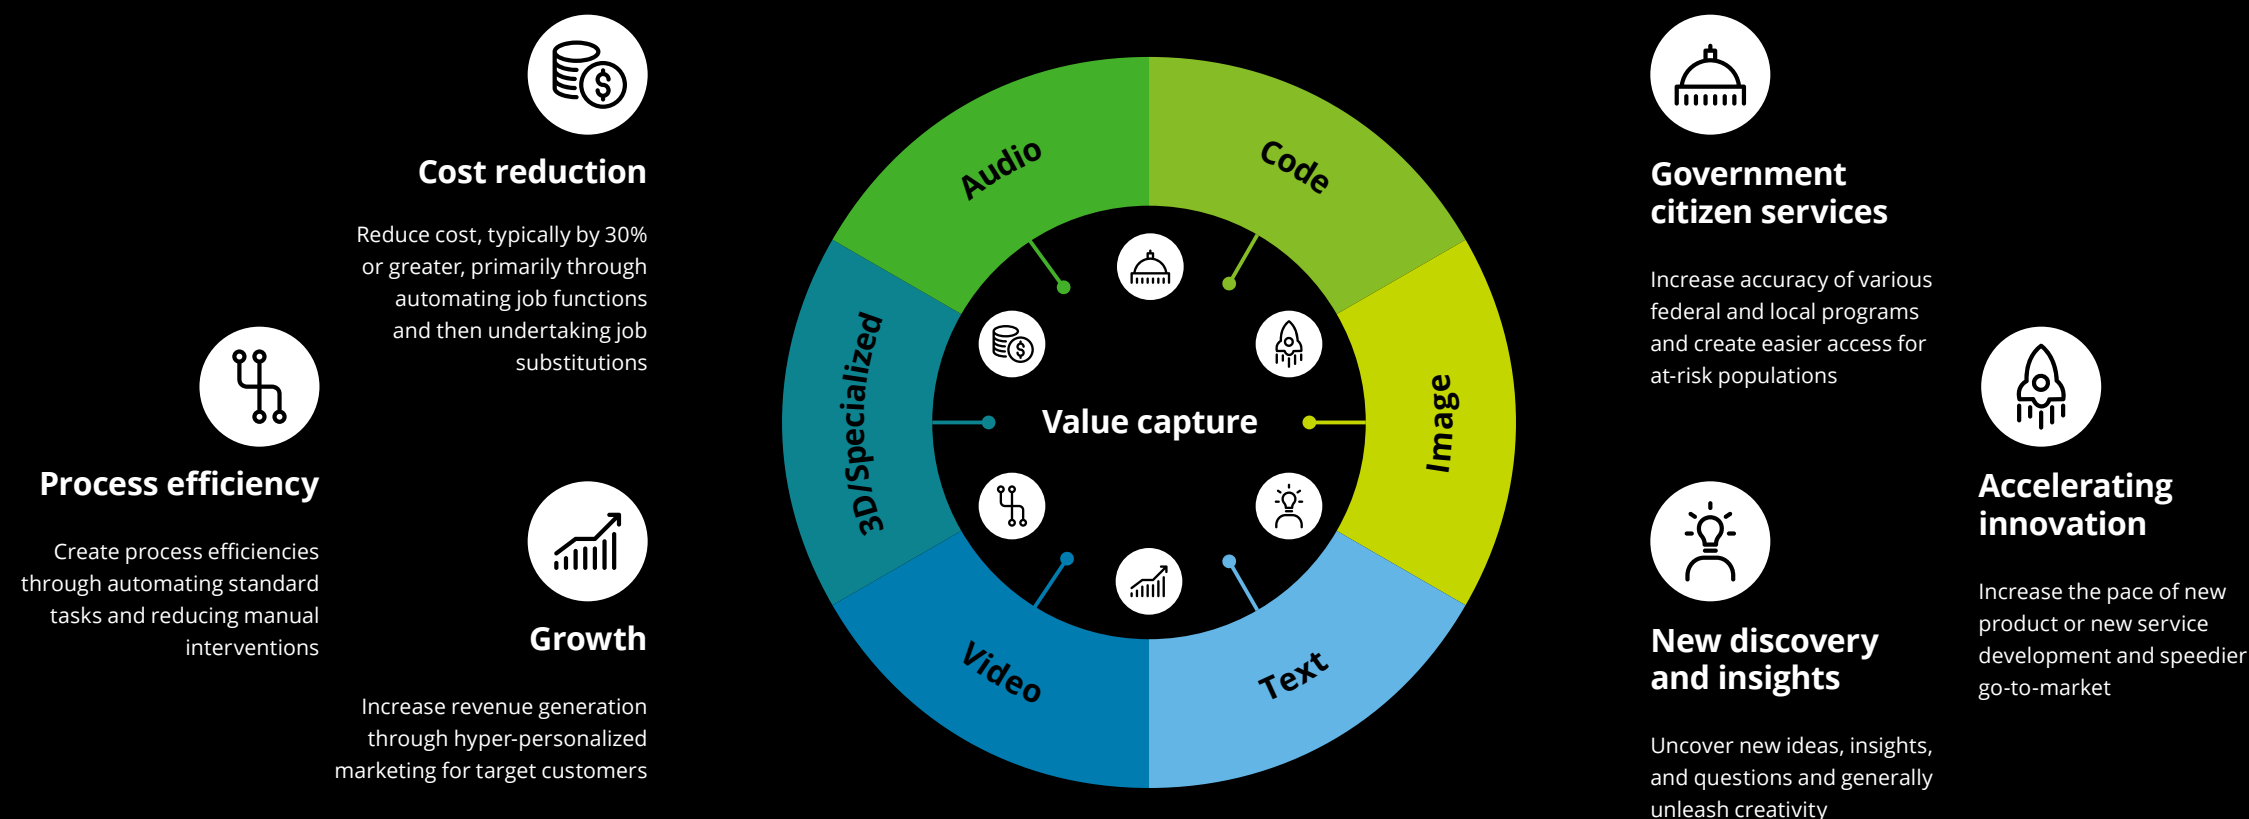 Cost reduction
Reduce cost, typically by 30%
or greater, primarily through
automating job functions
and then undertaking job
substitutions
Process efficiency
Create process efficiencies
through automating standard
tasks and reducing manual
interventions
Growth
Increase revenue generation
through hyper-personalized
marketing for target customers
Audio
Code
3D/Specialized
Image
Value capture
Video
Text
Government
citizen services
Increase accuracy of various
federal and local programs
and create easier access for
at-risk populations
Accelerating
innovation
Increase the pace of new
product or new service
development and speedier
go-to-market
New discovery
and insights
Uncover new ideas, insights,
and questions and generally
unleash creativity